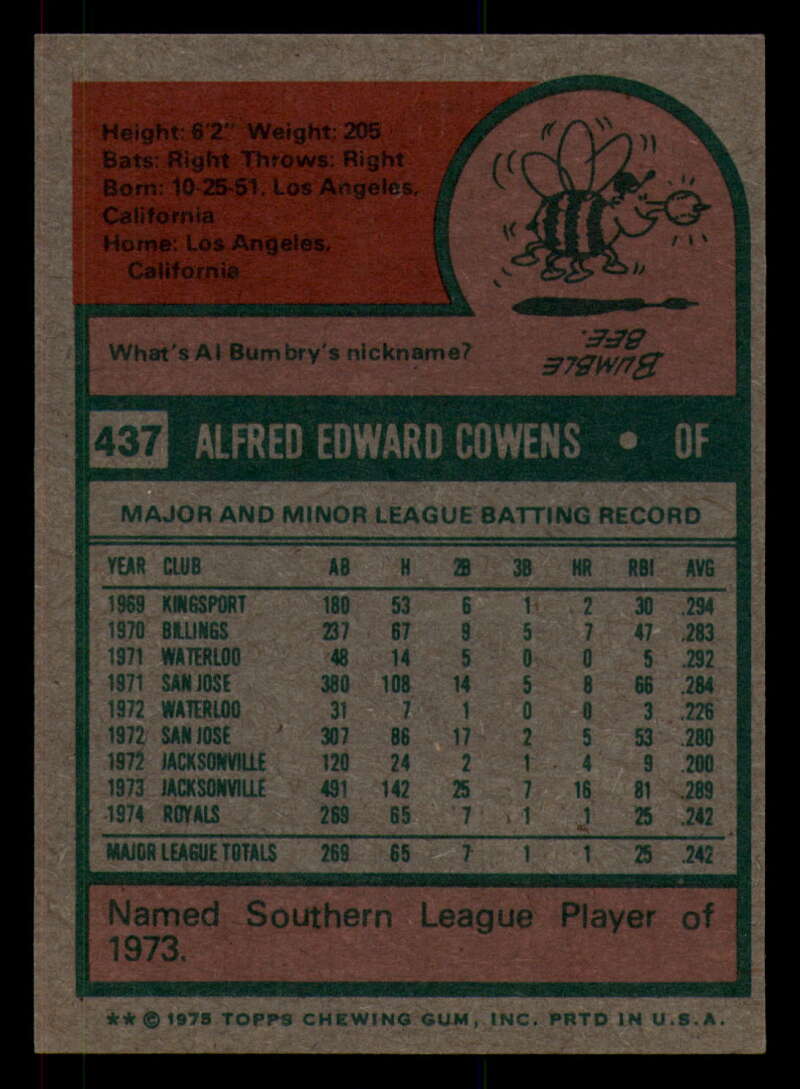 Height: 6'2" Weight: 205
Bats: Right Throws: Right
Born: 10-25-51, Los Angeles,
California
Home: Los Angeles,
California
What's Al Bumbry's nickname?
BUMBLE
BEE.
437 ALFRED EDWARD COWENS • OF
MAJOR AND MINOR LEAGUE BATTING RECORD
YEAR CLUB AB H 2B 3B HR RBI AVG
1969 KINGSPORT 180 53 6 1 2 30 .294
1970 BILLINGS 237 67 9 5 7 47 .283
1971 WATERLOO 48 14 5 0 0 5 .292
1971 SAN JOSE 380 108 14 5 8 66 .284
1972 WATERLOO 31 7 1 0 0 3 .226
1972 SAN JOSE 307 86 17 2 5 53 .280
1972 JACKSONVILLE 120 24 2 1 4 9 .200
1973 JACKSONVILLE 491 142 25 7 16 81 .289
1974 ROYALS 269 65 7 1 1 25 .242
MAJOR LEAGUE TOTALS 269 65 7 1 1 25 .242
Named Southern League Player of
1973.
** © 1975 TOPPS CHEWING GUM, INC. PRTD IN U.S.A.